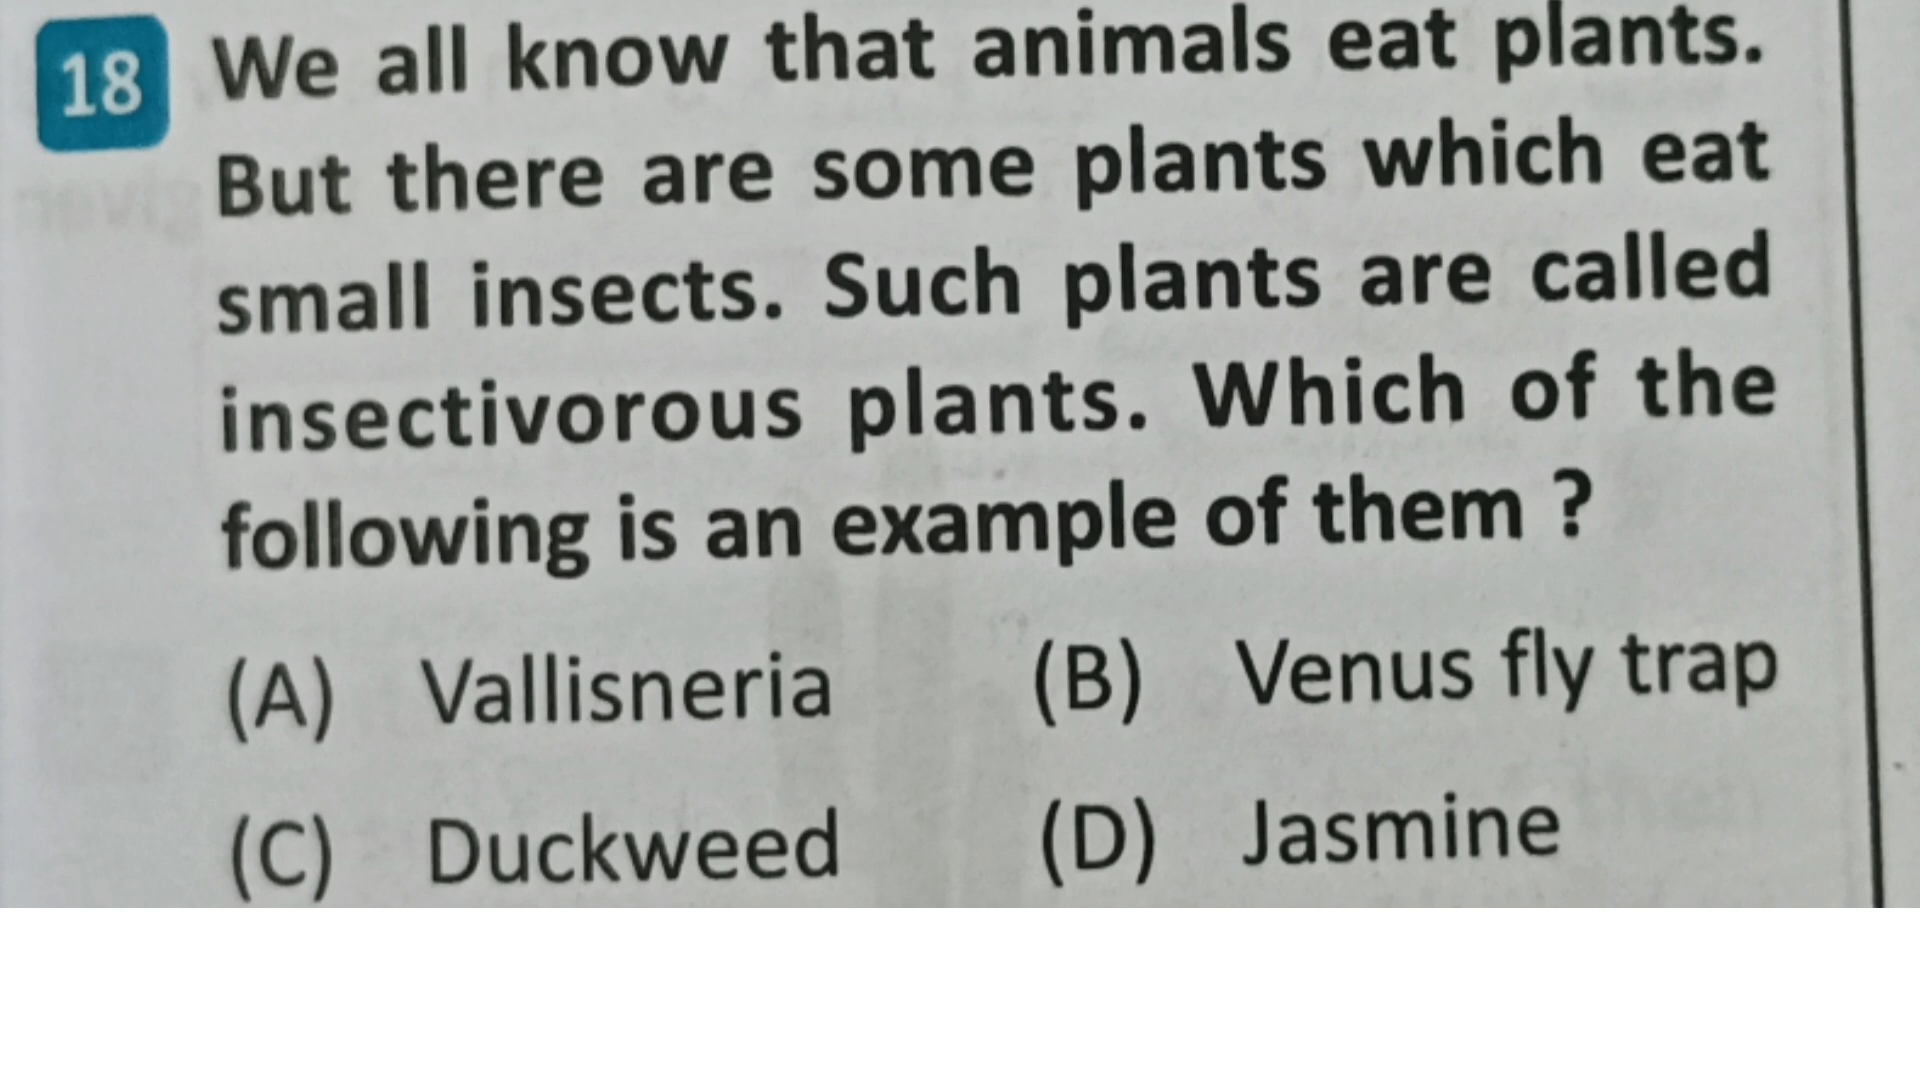 18 We all know that animals eat plants.
But there are some plants which eat
small insects. Such plants are called
insectivorous plants. Which of the
following is an example of them ?
(A) Vallisneria (B) Venus fly trap
(C) Duckweed (D) Jasmine